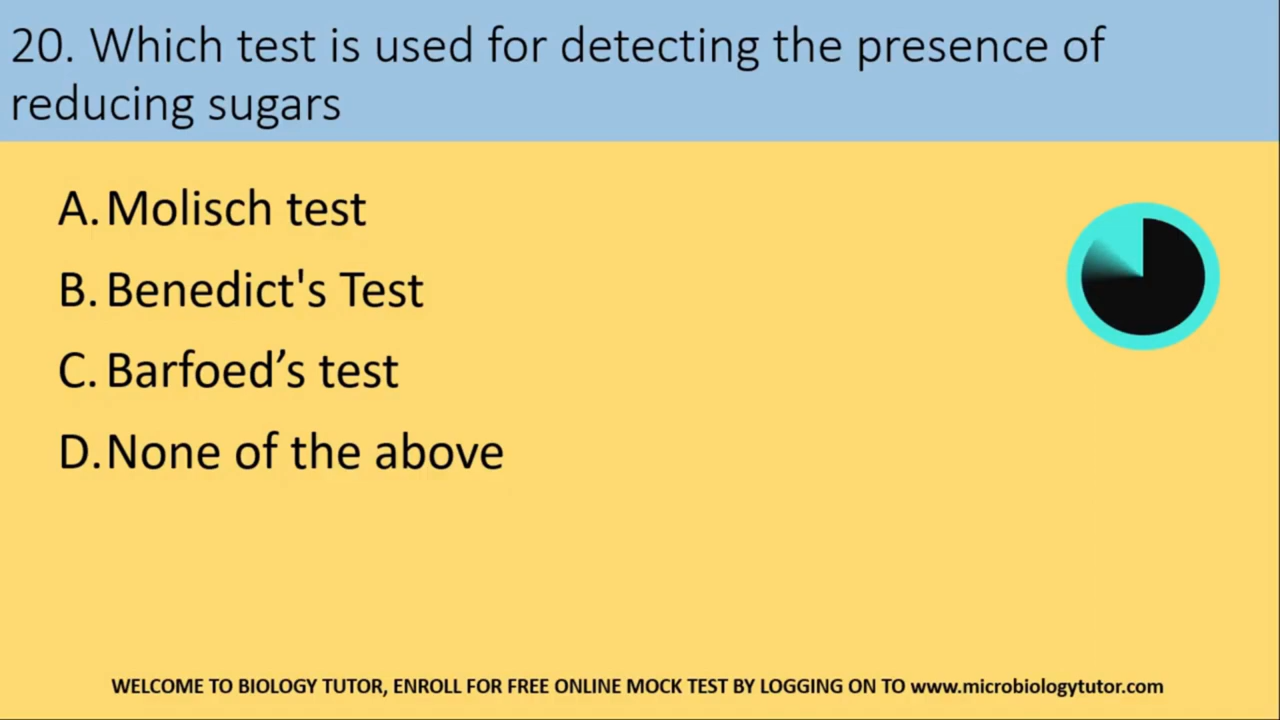 20. Which test is used for detecting the presence of
reducing sugars
A. Molisch test
B. Benedict's Test
C. Barfoed’s test
D. None of the above
WELCOME TO BIOLOGY TUTOR, ENROLL FOR FREE ONLINE MOCK TEST BY LOGGING ON TO www.microbiologytutor.com